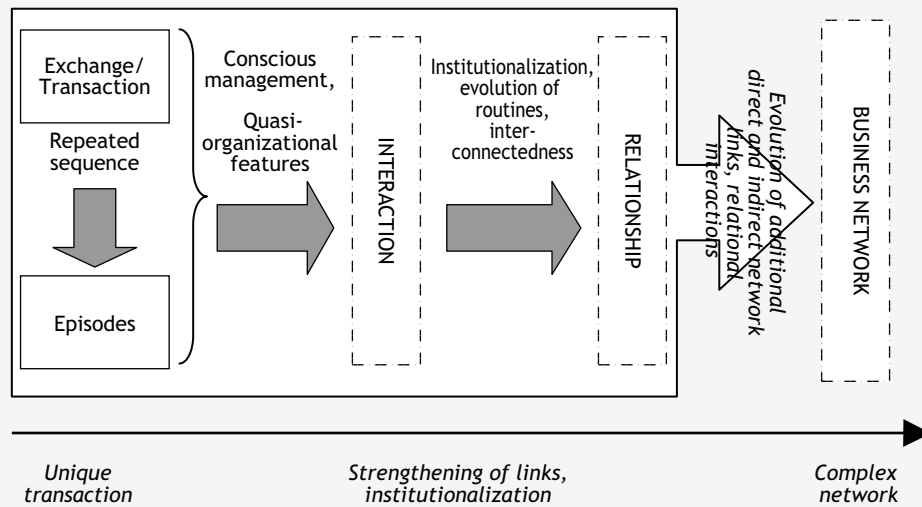 Exchange/
Transaction
Repeated
sequence
Episodes
Conscious
management,
Quasi-
organizational
features
INTERACTION
Institutionalization,
evolution of
routines,
inter-
connectedness
RELATIONSHIP
Evolution of additional
direct and indirect network
links, relational
interactions
BUSINESS NETWORK
Unique
transaction
Strengthening of links,
institutionalization
Complex
network